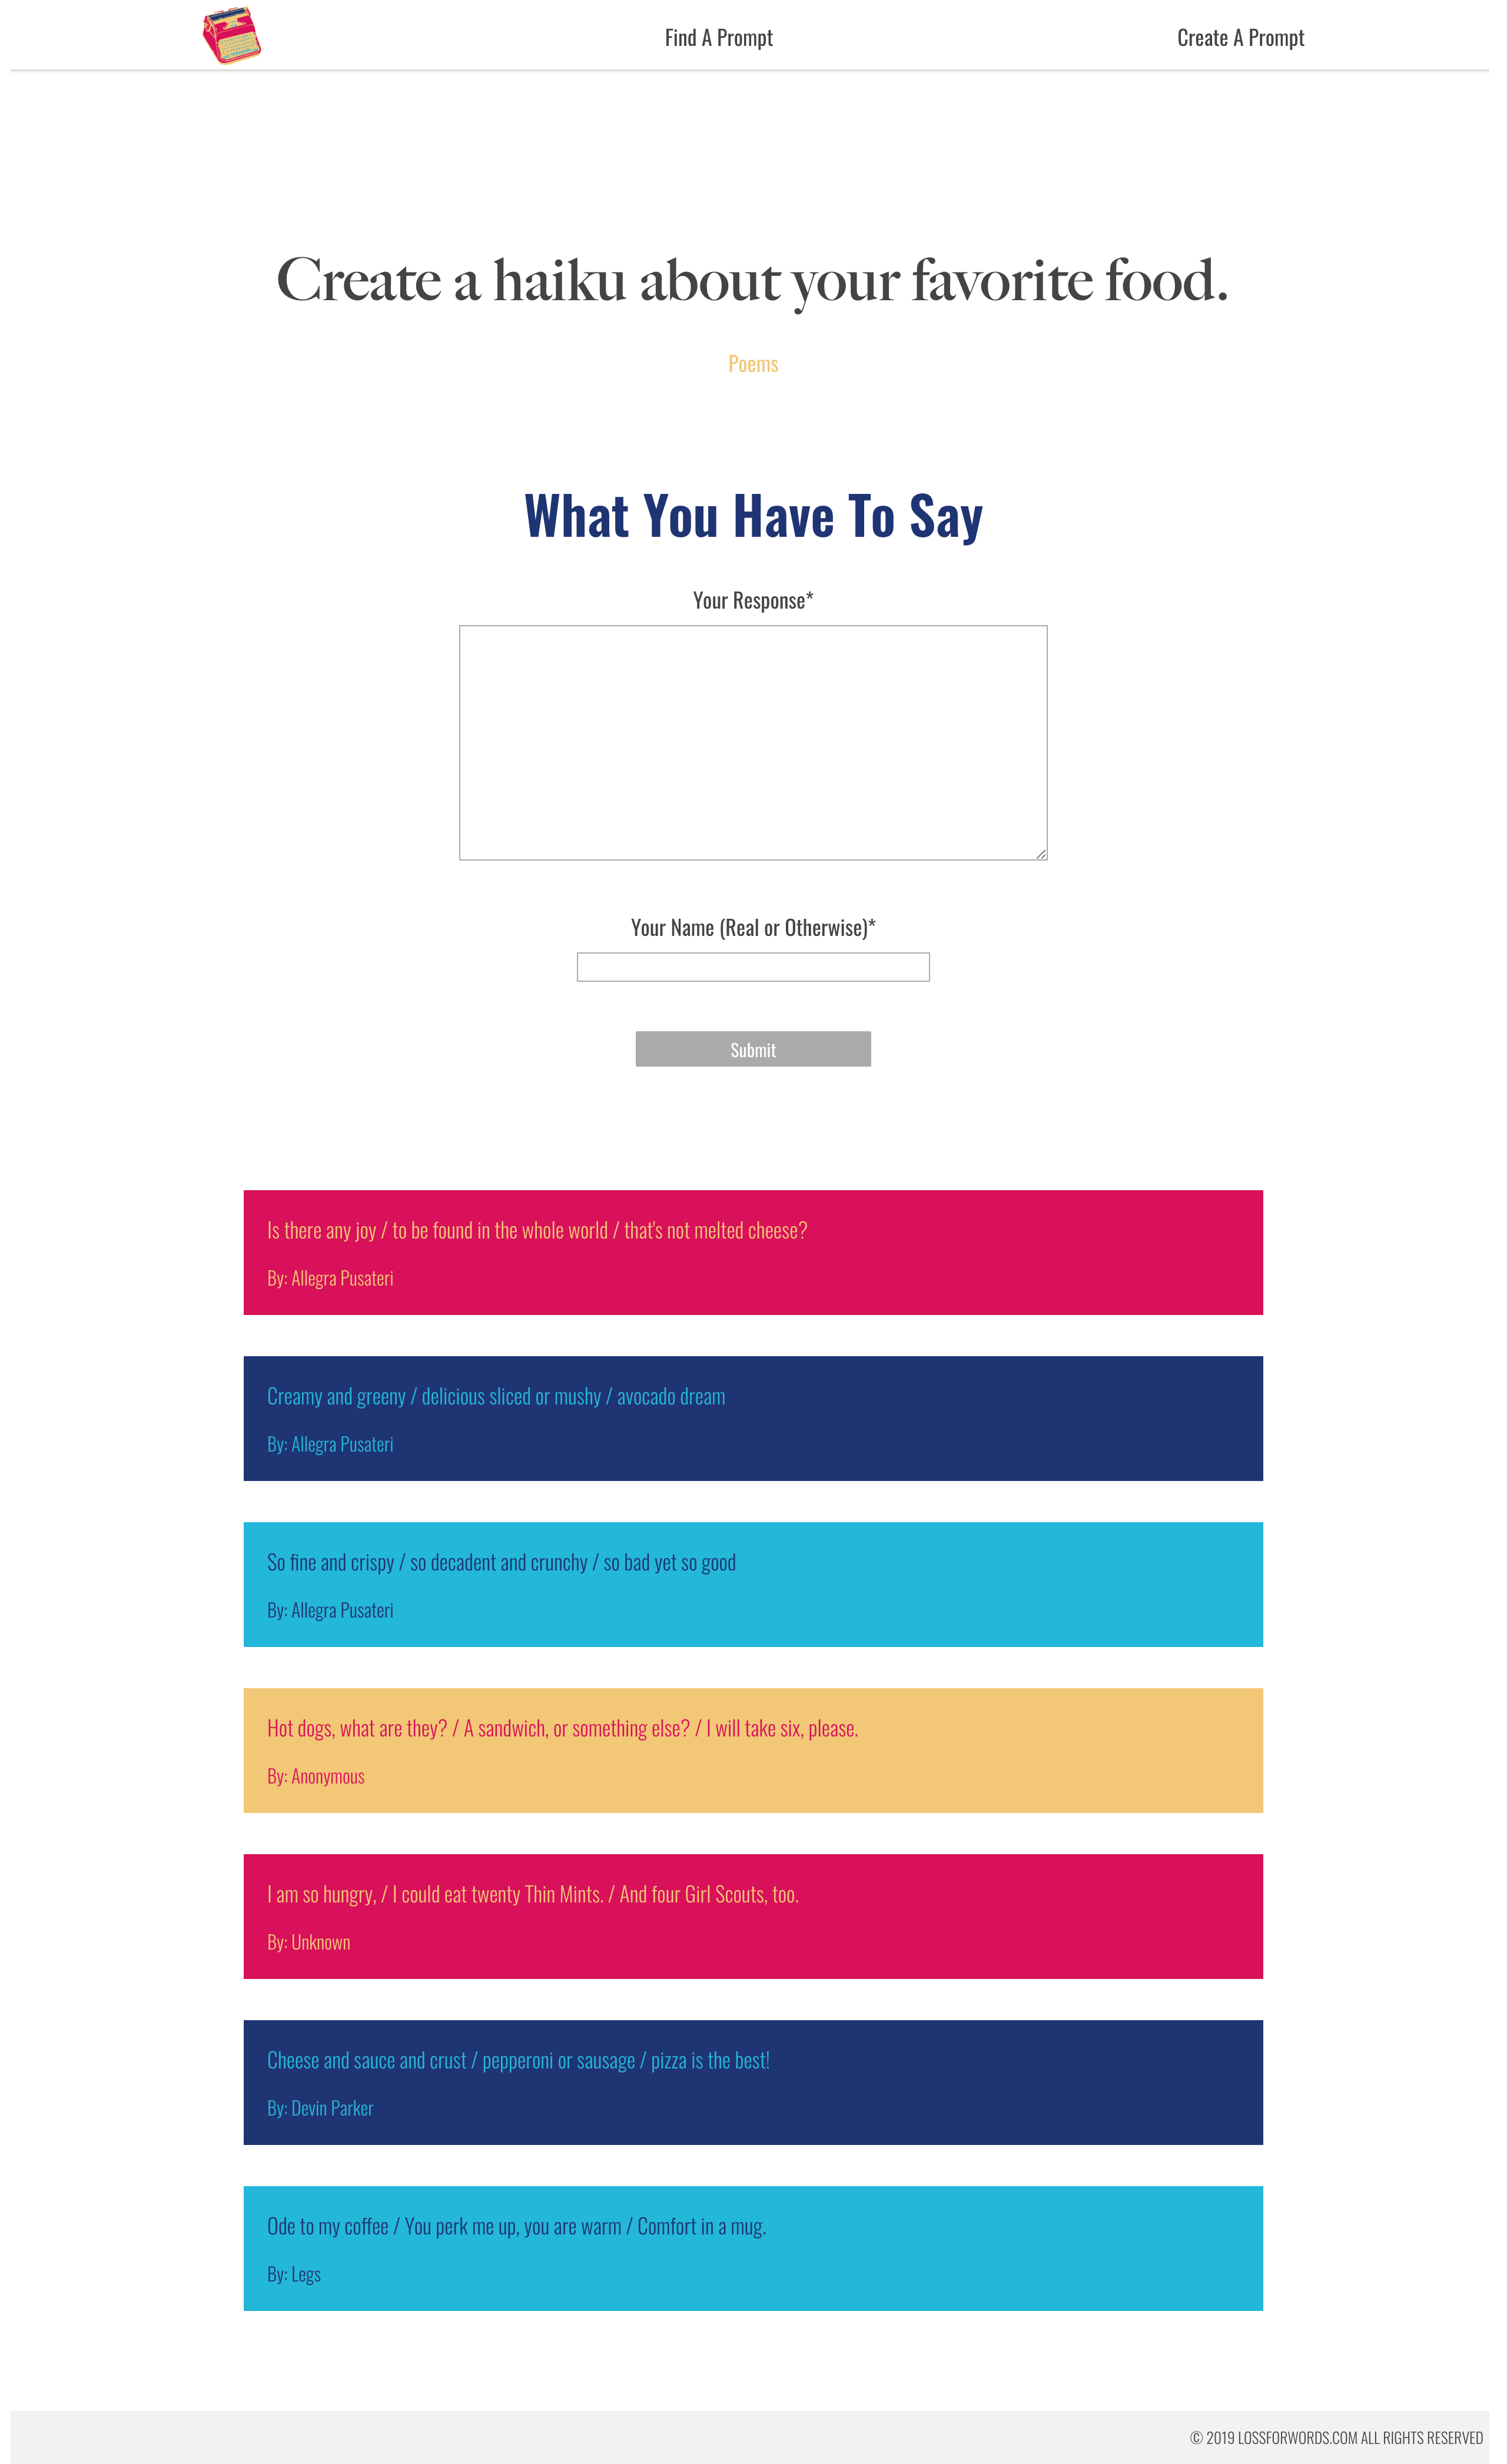 Find A Prompt
Create A Prompt
Create a haiku about your favorite food.
Poems
What You Have To Say
Your Response*
Your Name (Real or Otherwise)*
Submit
Is there any joy / to be found in the whole world / that's not melted cheese?
By: Allegra Pusateri
Creamy and greeny / delicious sliced or mushy / avocado dream
By: Allegra Pusateri
So fine and crispy / so decadent and crunchy / so bad yet so good
By: Allegra Pusateri
Hot dogs, what are they? / A sandwich, or something else? / I will take six, please.
By: Anonymous
I am so hungry, / I could eat twenty Thin Mints. / And four Girl Scouts, too.
By: Unknown
Cheese and sauce and crust / pepperoni or sausage / pizza is the best!
By: Devin Parker
Ode to my coffee / You perk me up, you are warm / Comfort in a mug.
By: Legs
© 2019 LOSSFORWORDS.COM ALL RIGHTS RESERVED